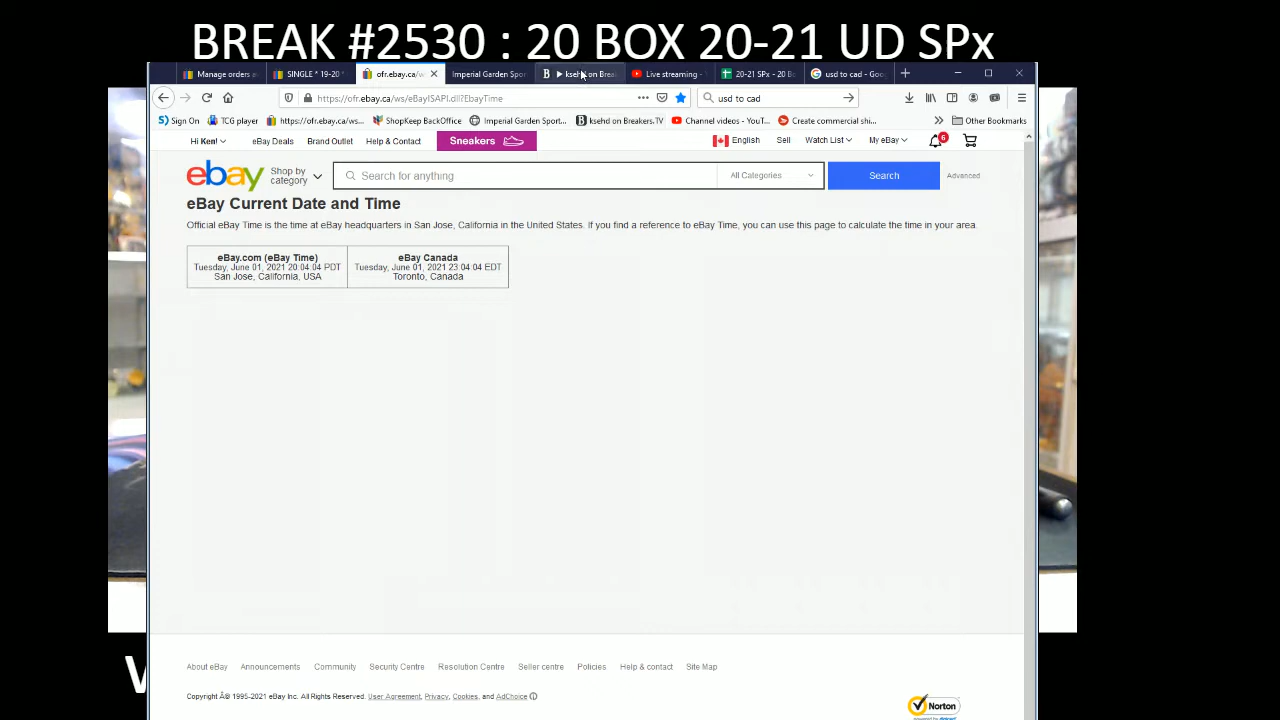 BREAK #2530 : 20 BOX 20-21 UD SPx
Manage orders
SINGLE * 19-20
ofr.ebay.ca/w
Imperial Garden Spor
B ksehd on Brea
Live streaming -
20-21 SPx - 20 B
usd to cad - Goo
https://ofr.ebay.ca/ws/eBayISAPI.dll?EbayTime
usd to cad
Sign On
TCG player
https://ofr.ebay.ca/ws...
ShopKeep BackOffice
Imperial Garden Sport...
ksehd on Breakers.TV
Channel videos - YouT...
Create commercial shi...
Other Bookmarks
Hi Ken!
eBay Deals
Brand Outlet
Help & Contact
Sneakers
English
Sell
Watch List
My eBay
6
ebay
Shop by
category
Search for anything
All Categories
Search
Advanced
eBay Current Date and Time
Official eBay Time is the time at eBay headquarters in San Jose, California in the United States. If you find a reference to eBay Time, you can use this page to calculate the time in your area.
eBay.com (eBay Time)
Tuesday, June 01, 2021 20:04:04 PDT
San Jose, California, USA
eBay Canada
Tuesday, June 01, 2021 23:04:04 EDT
Toronto, Canada
About eBay
Announcements
Community
Security Centre
Resolution Centre
Seller centre
Policies
Help & contact
Site Map
Copyright Â® 1995-2021 eBay Inc. All Rights Reserved. User Agreement, Privacy, Cookies, and AdChoice
Norton